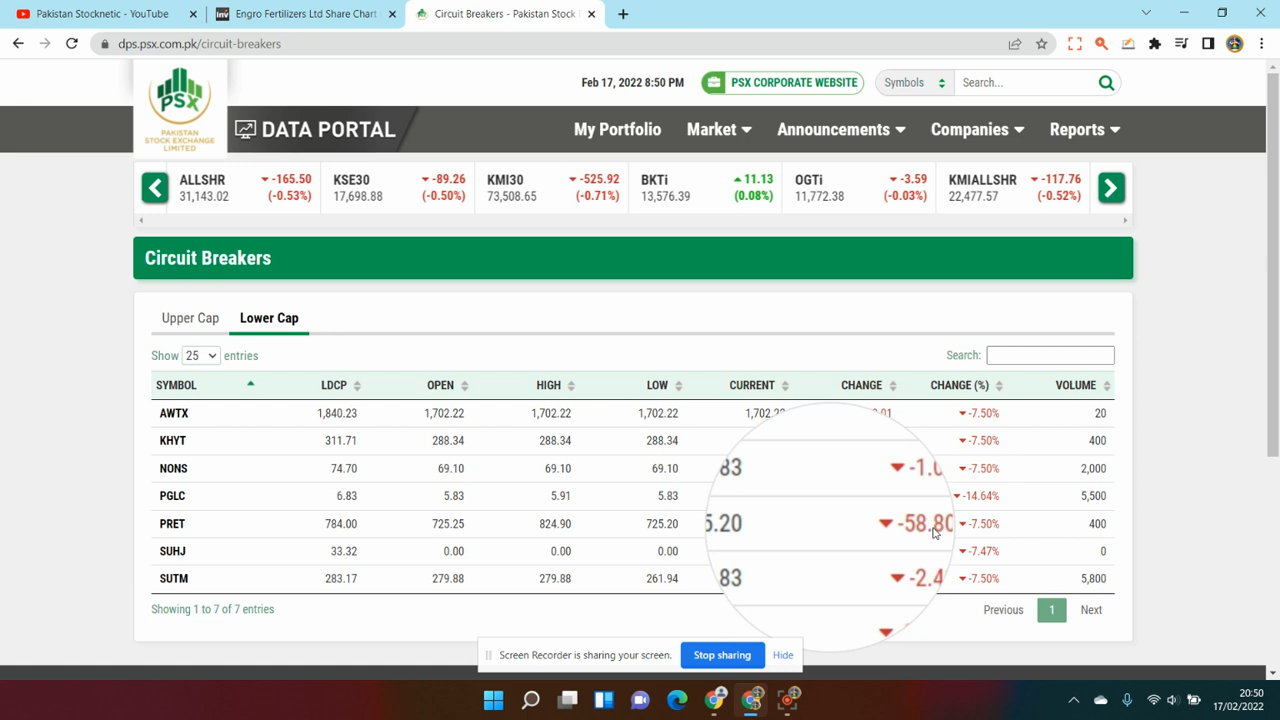 Pakistan Stocknetic - YouTube
Engro Fertilizers Ltd Share Chart
Circuit Breakers - Pakistan Stock
dps.psx.com.pk/circuit-breakers
PSX
PAKISTAN
STOCK EXCHANGE
LIMITED
Feb 17, 2022 8:50 PM
PSX CORPORATE WEBSITE
Symbols
Search...
DATA PORTAL
My Portfolio Market Announcements Companies Reports
ALLSHR -165.50 KSE30 -89.26 KMI30 -525.92 BKTi 11.13 OGTi -3.59 KMIALLSHR -117.76
31,143.02 (-0.53%) 17,698.88 (-0.50%) 73,508.65 (-0.71%) 13,576.39 (0.08%) 11,772.38 (-0.03%) 22,477.57 (-0.52%)
Circuit Breakers
Upper Cap Lower Cap
Show 25 entries Search:
SYMBOL LDCP OPEN HIGH LOW CURRENT CHANGE CHANGE (%) VOLUME
AWTX 1,840.23 1,702.22 1,702.22 1,702.22 -7.50% 20
KHYT 311.71 288.34 288.34 288.34 -7.50% 400
NONS 74.70 69.10 69.10 69.10 83 -7.50% 2,000
PGLC 6.83 5.83 5.91 5.83 -14.64% 5,500
PRET 784.00 725.25 824.90 725.20 5.20 -58.80 -7.50% 400
SUHJ 33.32 0.00 0.00 0.00 -7.47% 0
SUTM 283.17 279.88 279.88 261.94 83 -2.4 -7.50% 5,800
Showing 1 to 7 of 7 entries Previous 1 Next
Screen Recorder is sharing your screen. Stop sharing Hide
20:50
17/02/2022